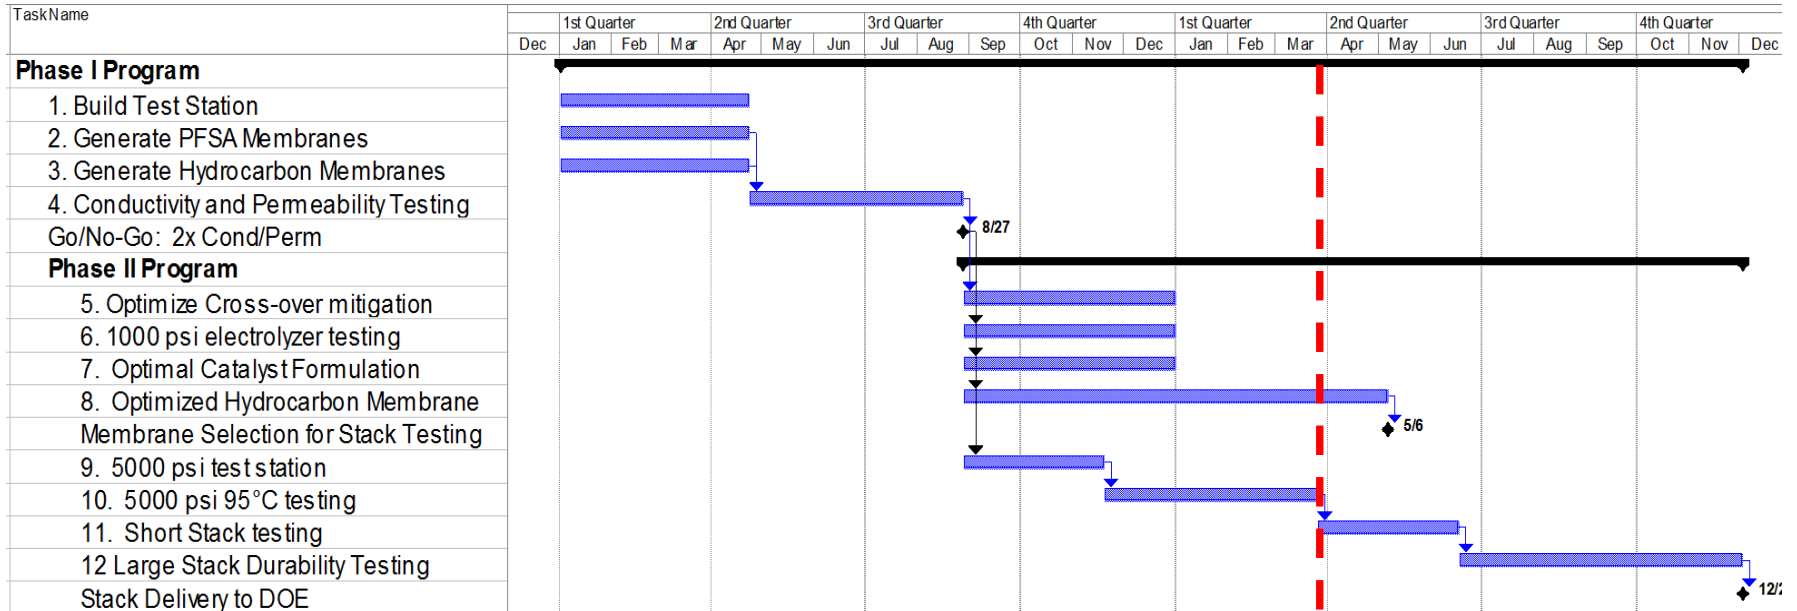 TaskName
1st Quarter 2nd Quarter 3rd Quarter 4th Quarter 1st Quarter 2nd Quarter 3rd Quarter 4th Quarter
Dec Jan Feb Mar Apr May Jun Jul Aug Sep Oct Nov Dec Jan Feb Mar Apr May Jun Jul Aug Sep Oct Nov Dec
Phase I Program
1. Build Test Station
2. Generate PFSA Membranes
3. Generate Hydrocarbon Membranes
4. Conductivity and Permeability Testing
Go/No-Go: 2x Cond/Perm 8/27
Phase II Program
5. Optimize Cross-over mitigation
6. 1000 psi electrolyzer testing
7. Optimal Catalyst Formulation
8. Optimized Hydrocarbon Membrane
Membrane Selection for Stack Testing 5/6
9. 5000 psi test station
10. 5000 psi 95°C testing
11. Short Stack testing
12 Large Stack Durability Testing
Stack Delivery to DOE